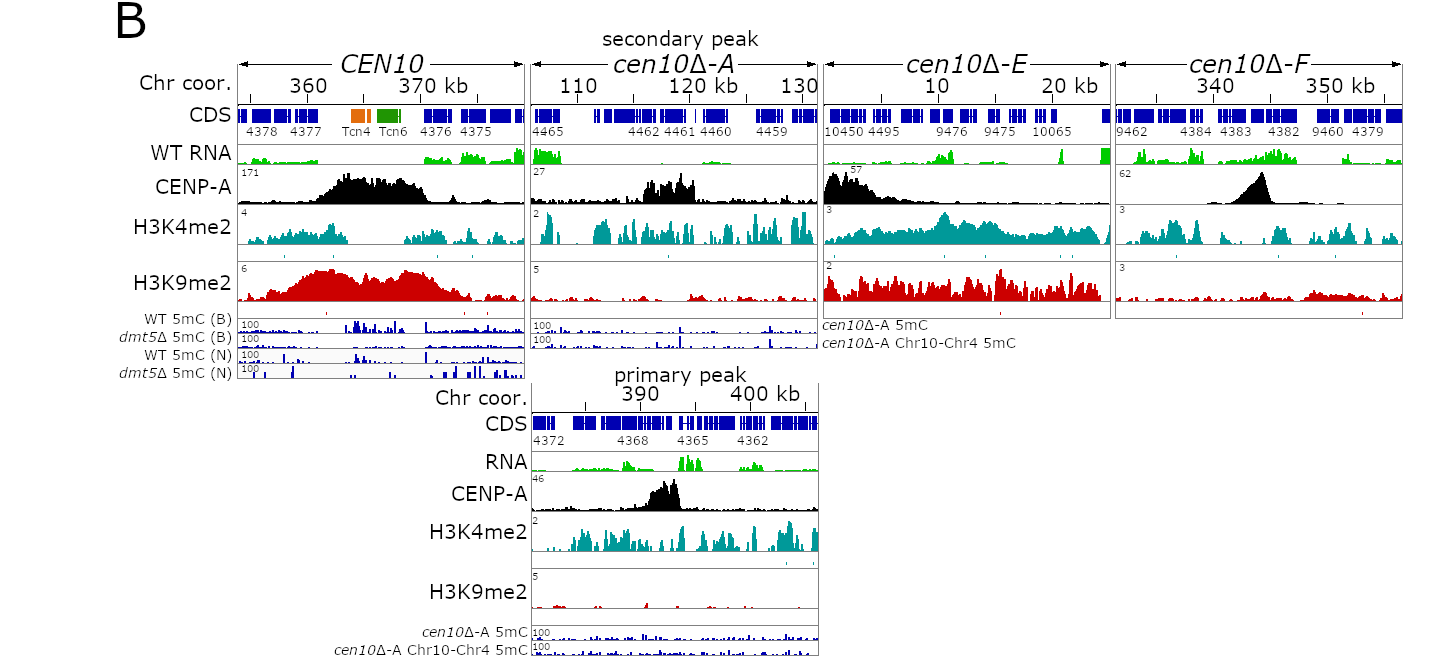 B
secondary peak
CEN10 cen10Δ-A cen10Δ-E cen10Δ-F
Chr coor. 360 370 kb 110 120 kb 130 10 20 kb 340 350 kb
CDS
4378 4377 Tcn4 Tcn6 4376 4375 4465 4462 4461 4460 4459 10450 4495 9476 9475 10065 9462 4384 4383 4382 9460 4379
WT RNA
CENP-A 171 27 57 62
H3K4me2 4 2 3 3
H3K9me2 6 5 2 3
WT 5mC (B) 100 100 cen10Δ-A 5mC
dmt5Δ 5mC (B) 100 100 cen10Δ-A Chr10-Chr4 5mC
WT 5mC (N) 100
dmt5Δ 5mC (N) 100
primary peak
Chr coor. 390 400 kb
CDS
4372 4368 4365 4362
RNA
CENP-A 46
H3K4me2 2
H3K9me2 5
cen10Δ-A 5mC 100
cen10Δ-A Chr10-Chr4 5mC 100